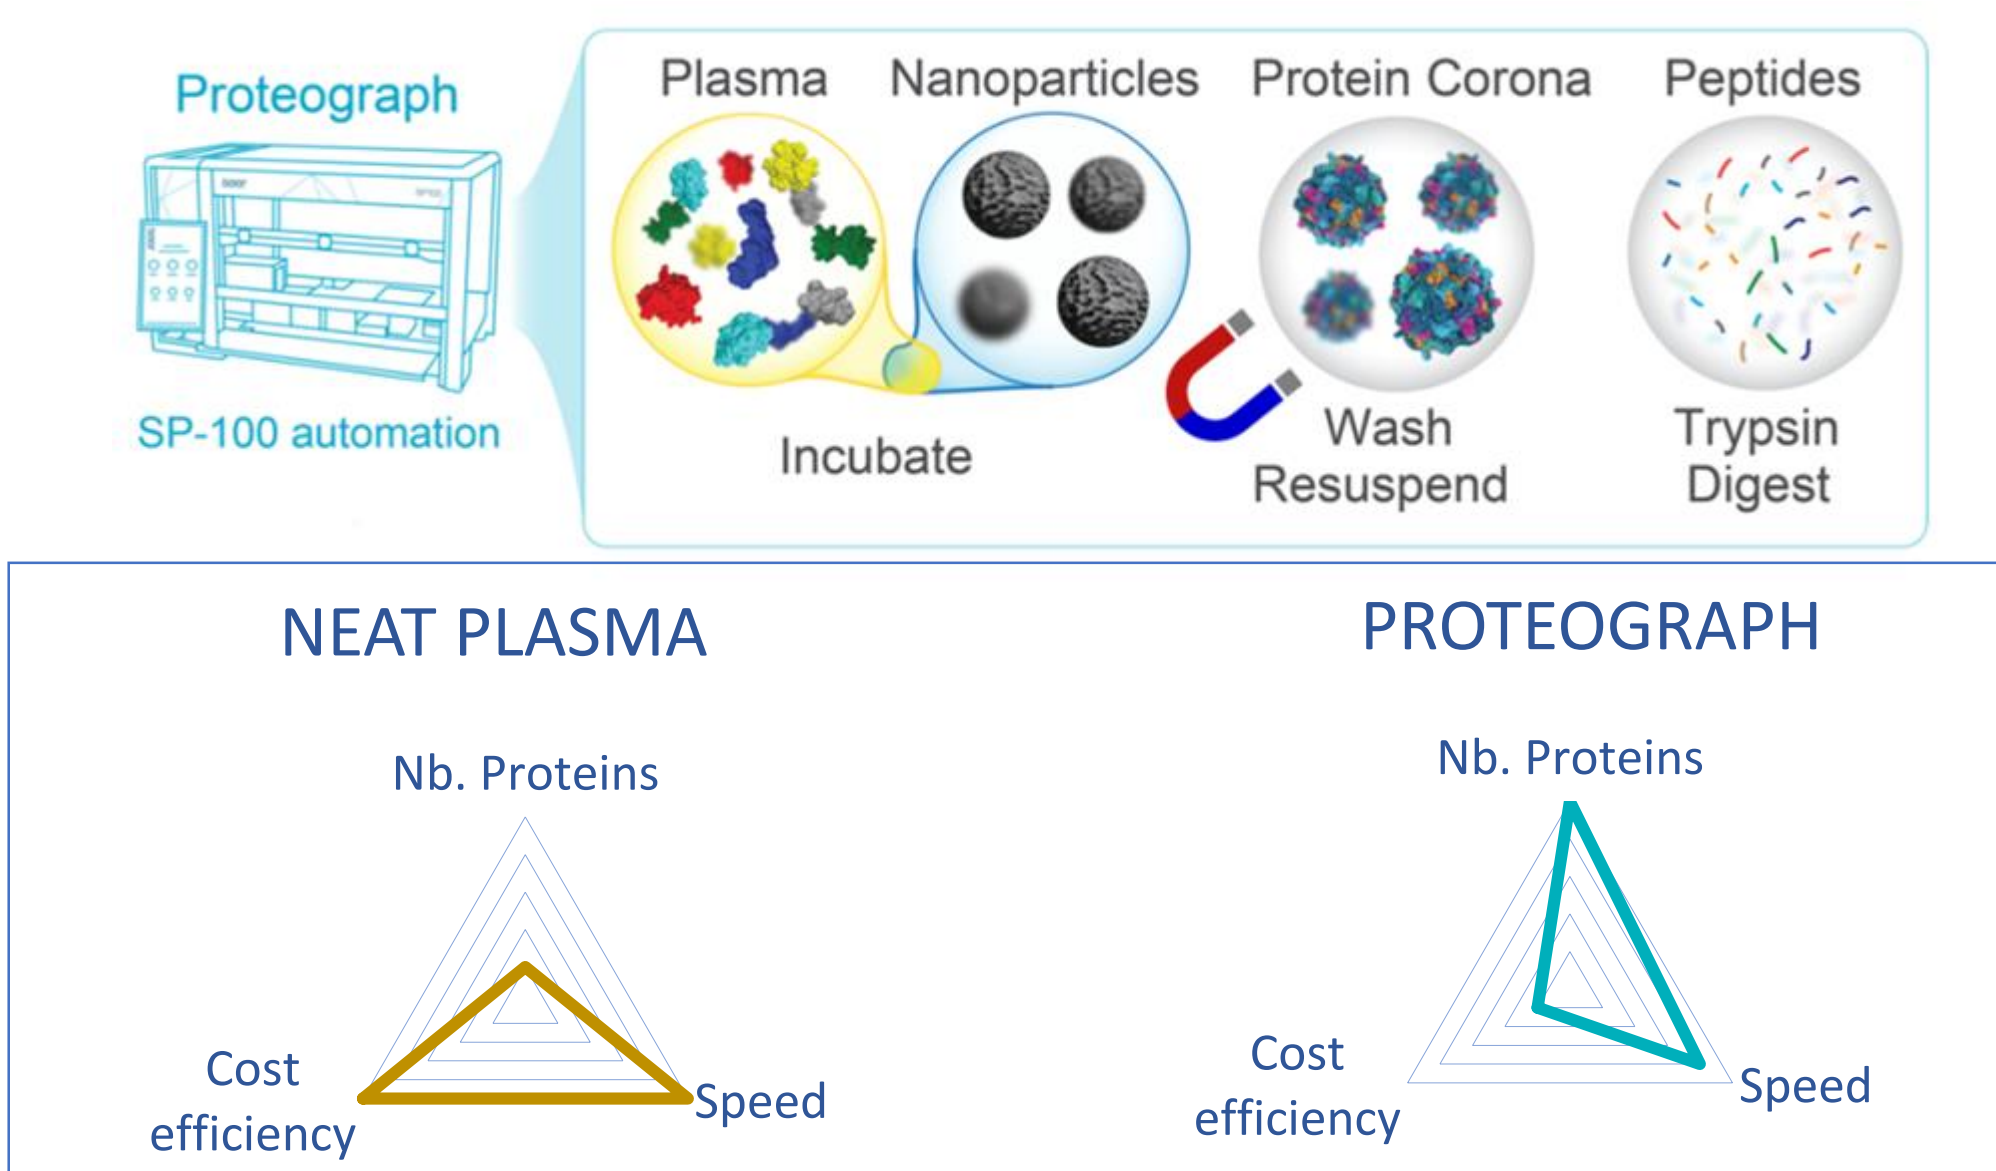 Proteograph
SP-100 automation
Plasma
Nanoparticles
Protein Corona
Peptides
Incubate
Wash
Resuspend
Trypsin
Digest
NEAT PLASMA
Nb. Proteins
Cost
efficiency
Speed
PROTEOGRAPH
Nb. Proteins
Cost
efficiency
Speed